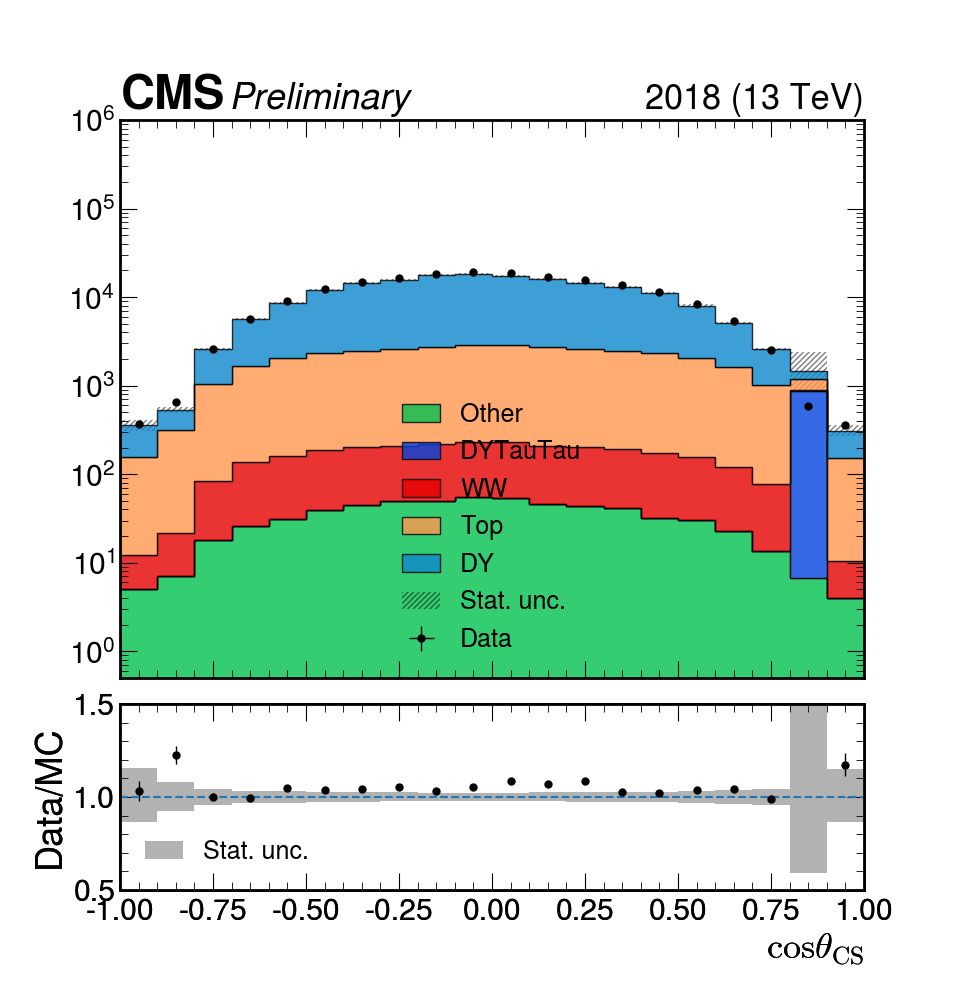 CMS Preliminary 2018 (13 TeV)
10^6
10^5
10^4
10^3
10^2
10^1
10^0
Other
DYTauTau
WW
Top
DY
Stat. unc.
Data
Data/MC
1.5
1.0
0.5
Stat. unc.
-1.00 -0.75 -0.50 -0.25 0.00 0.25 0.50 0.75 1.00
cosθ_CS